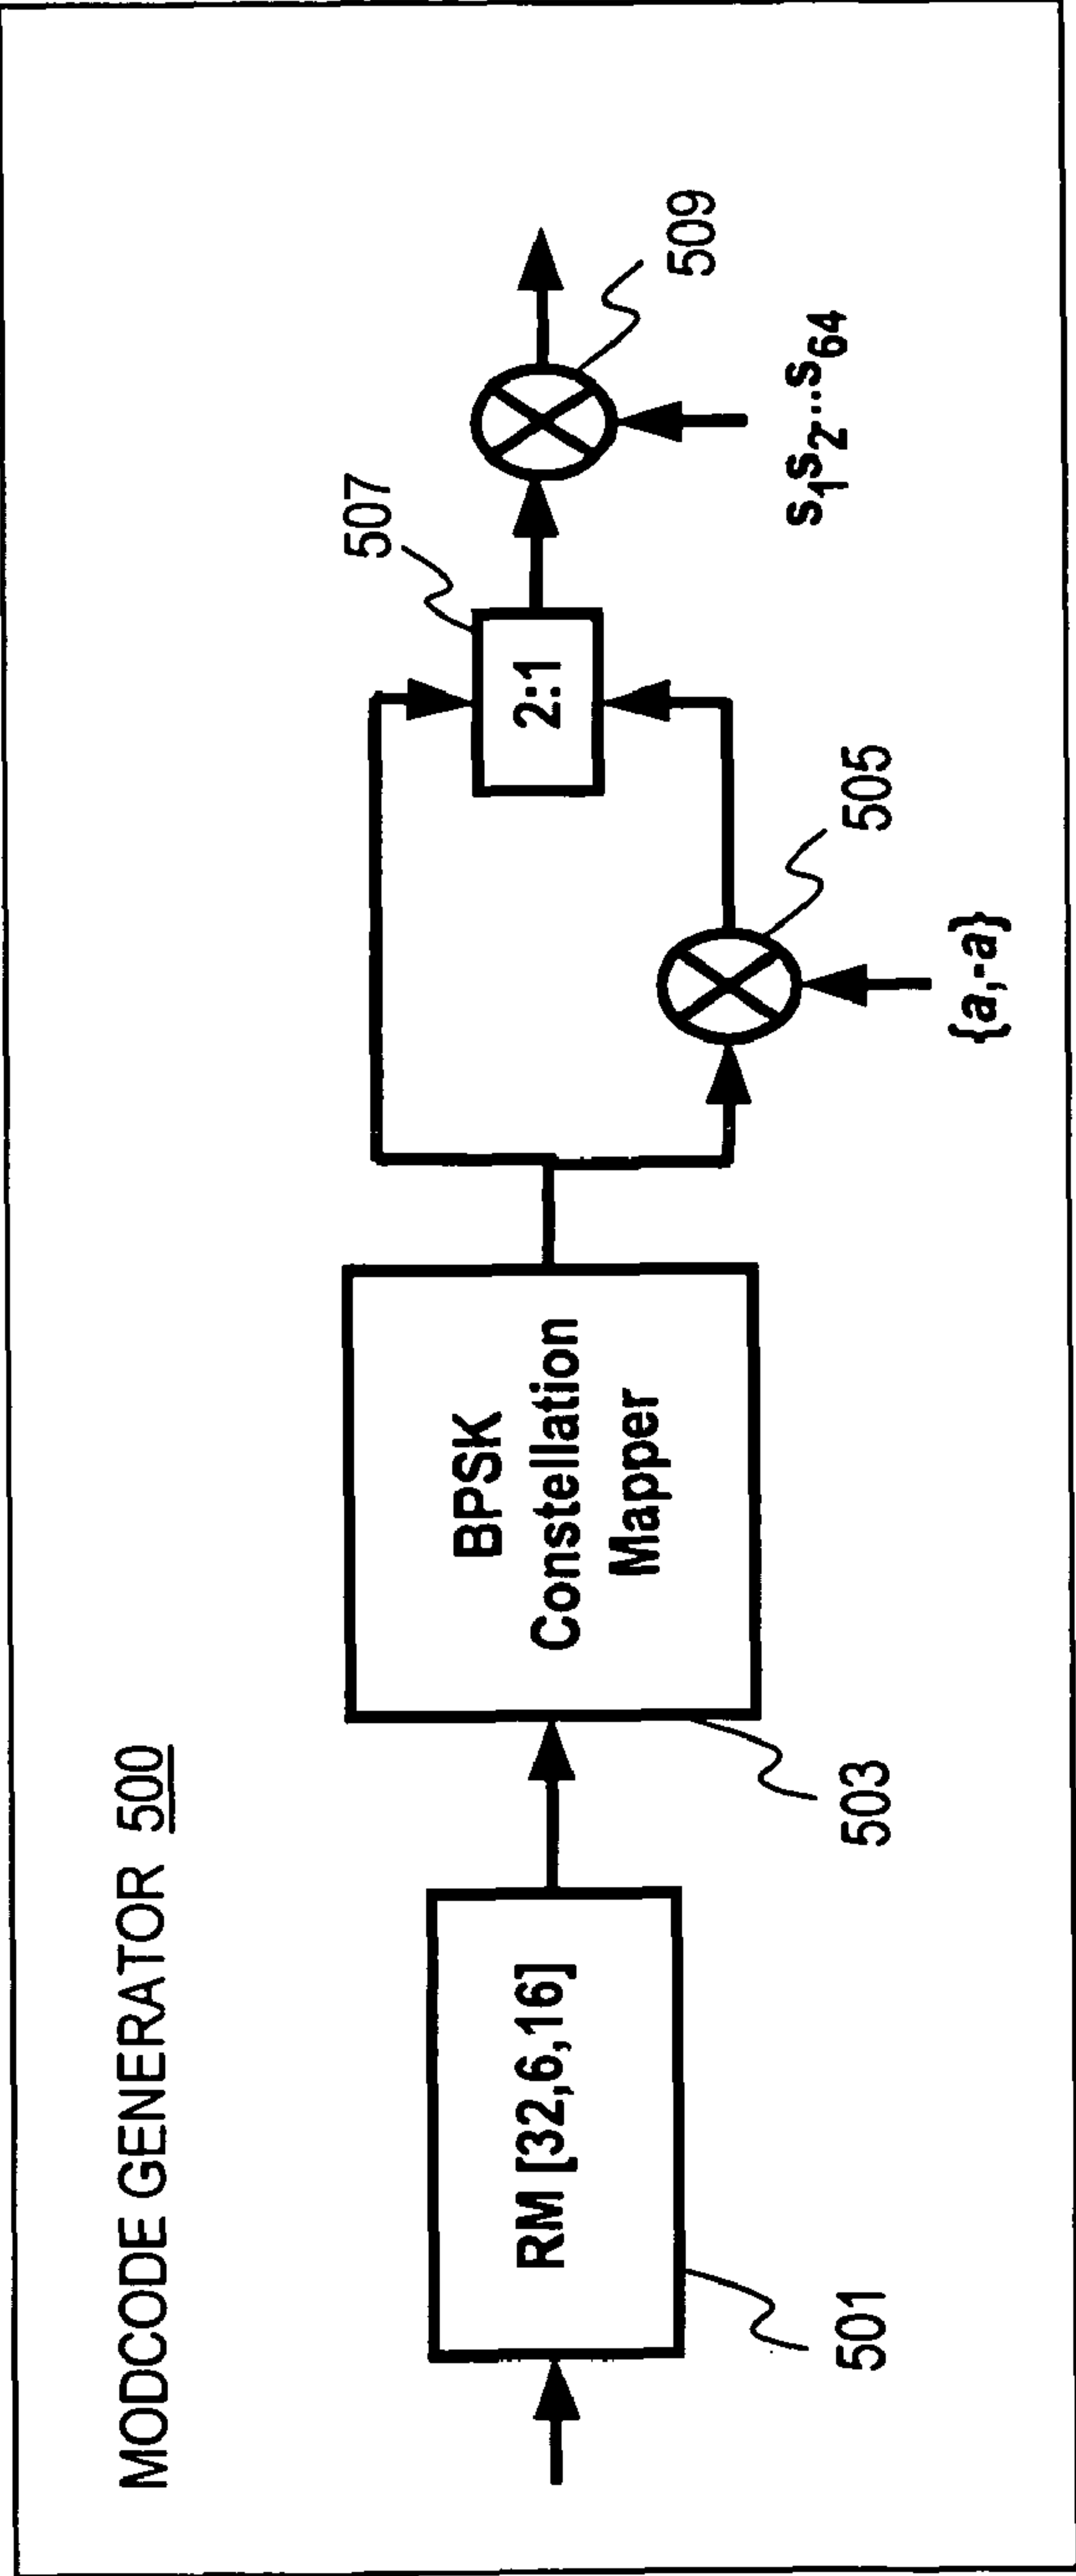 MODCODE GENERATOR 500
RM [32,6,16]
501
BPSK
Constellation
Mapper
503
{a,-a}
505
2:1
507
s1s2...s64
509